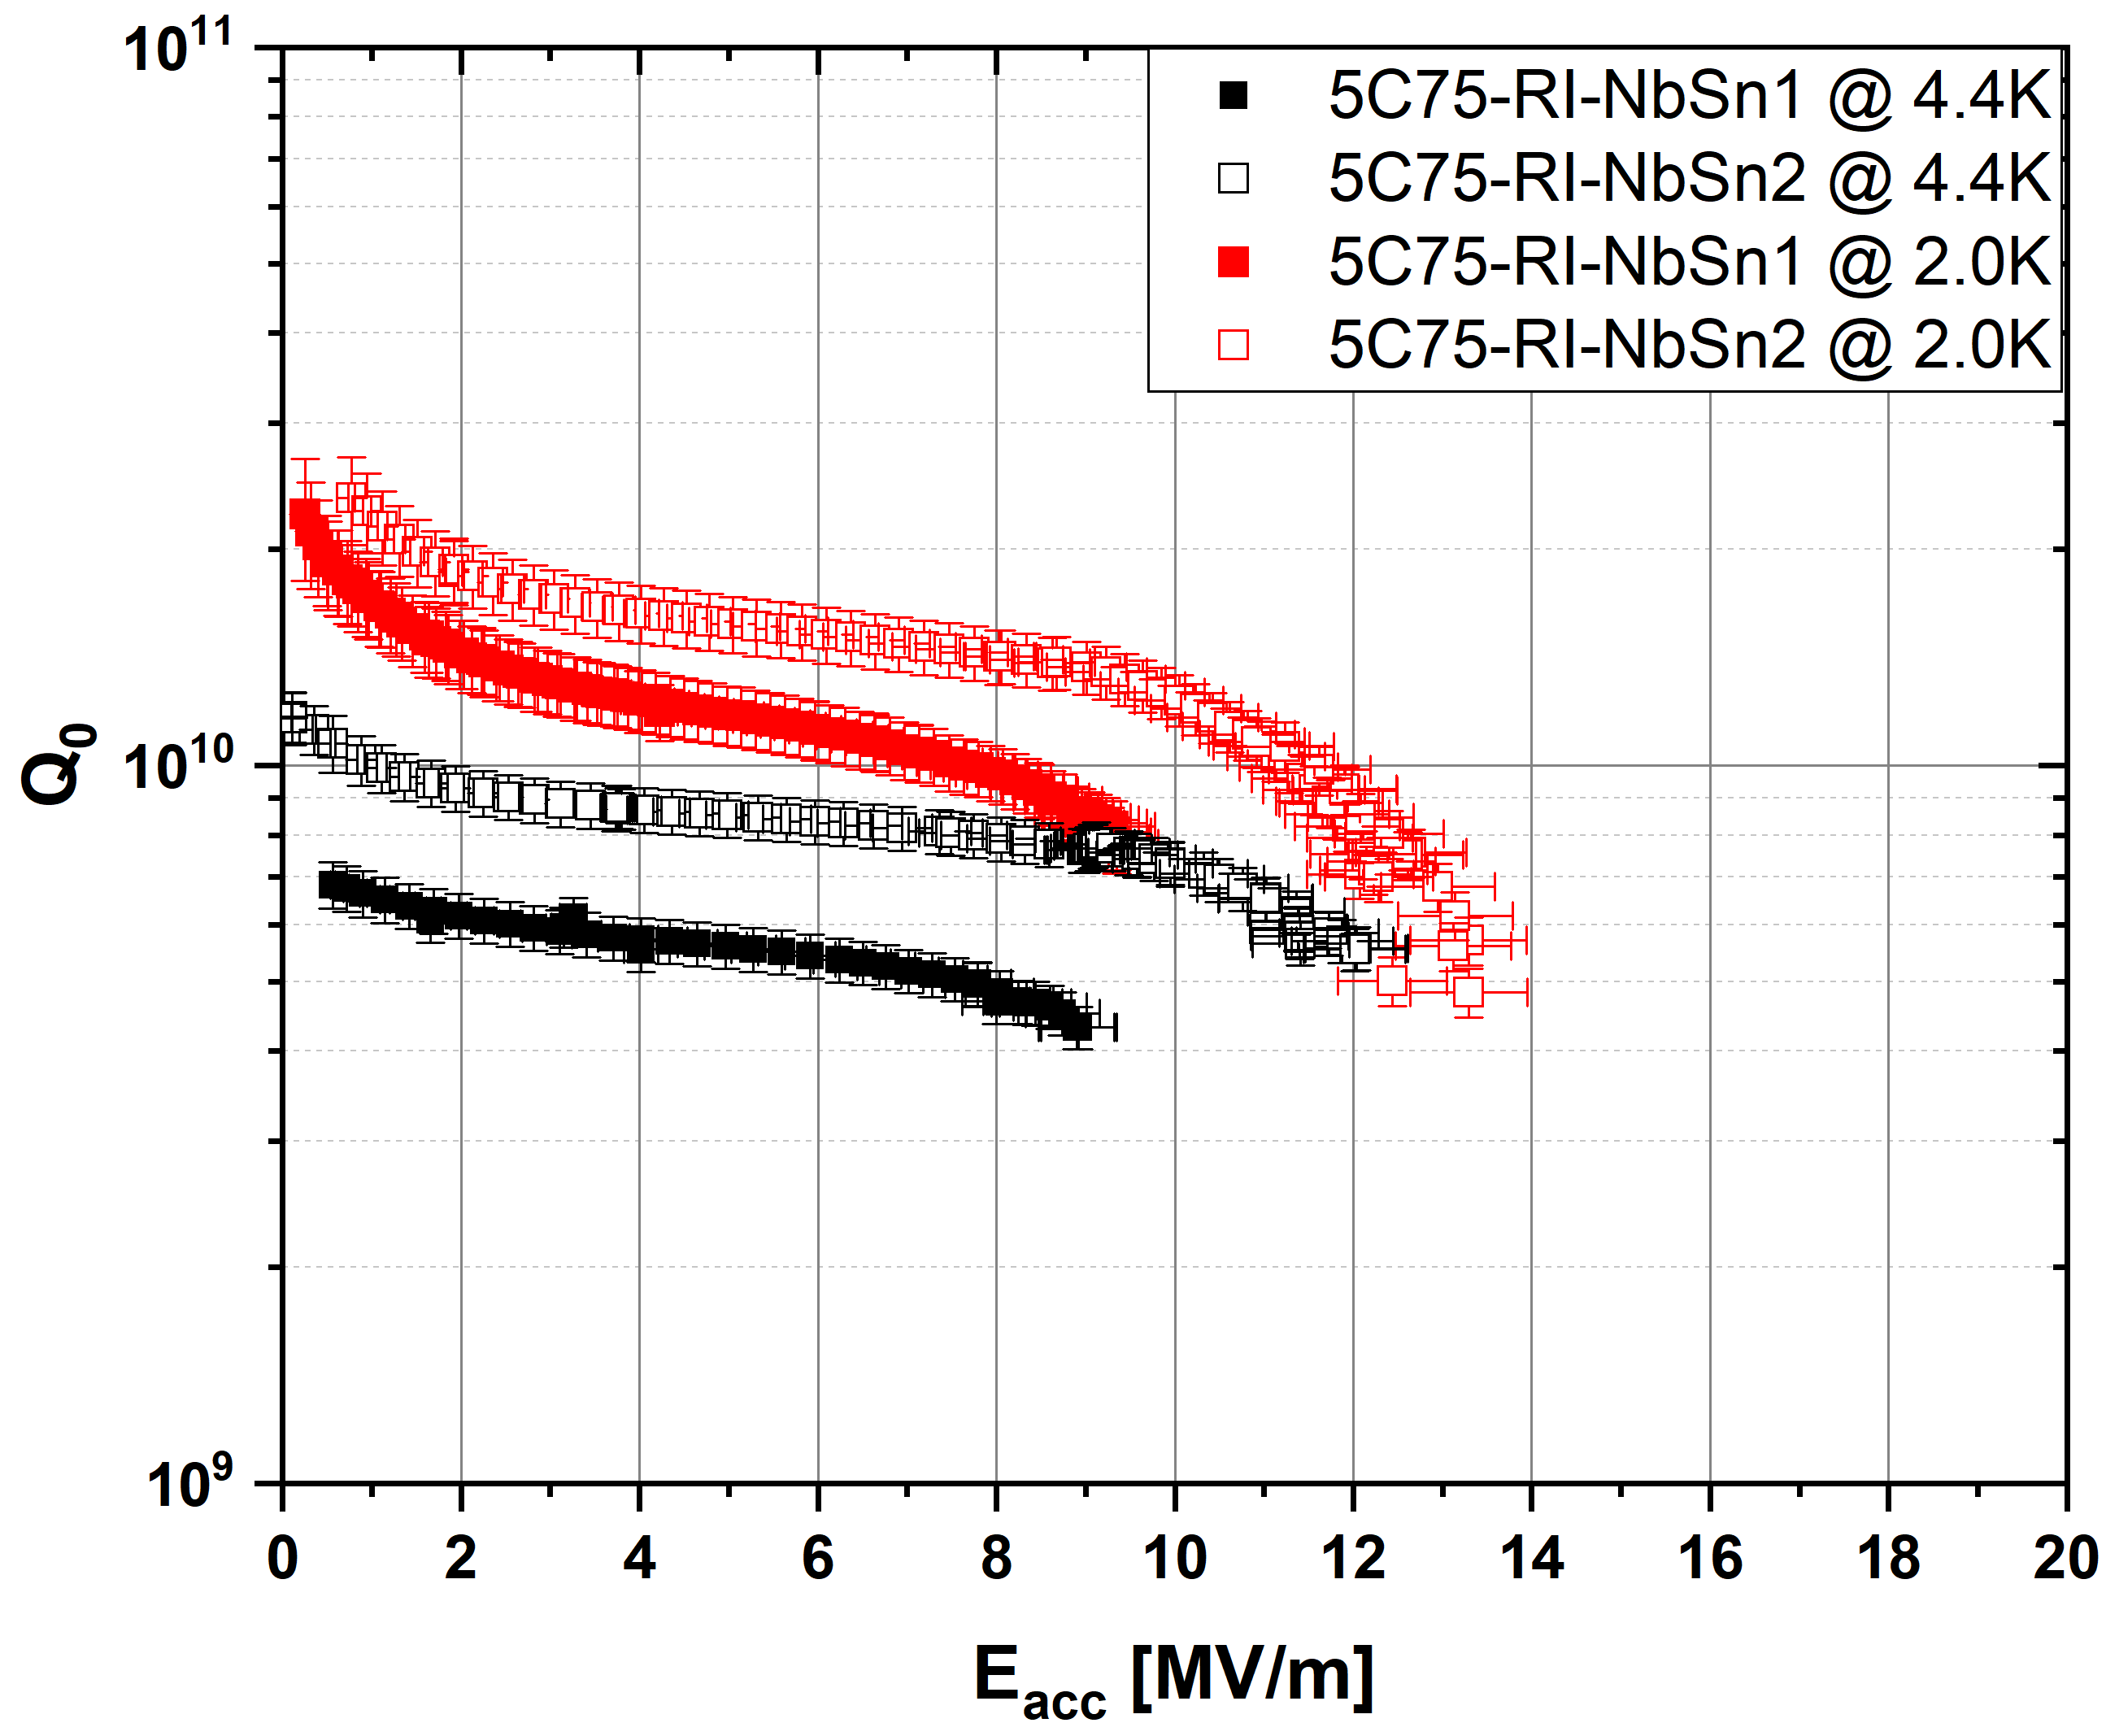 10¹¹
5C75-RI-NbSn1 @ 4.4K
5C75-RI-NbSn2 @ 4.4K
5C75-RI-NbSn1 @ 2.0K
5C75-RI-NbSn2 @ 2.0K
Q₀
10¹⁰
10⁹
0 2 4 6 8 10 12 14 16 18 20
Eacc [MV/m]